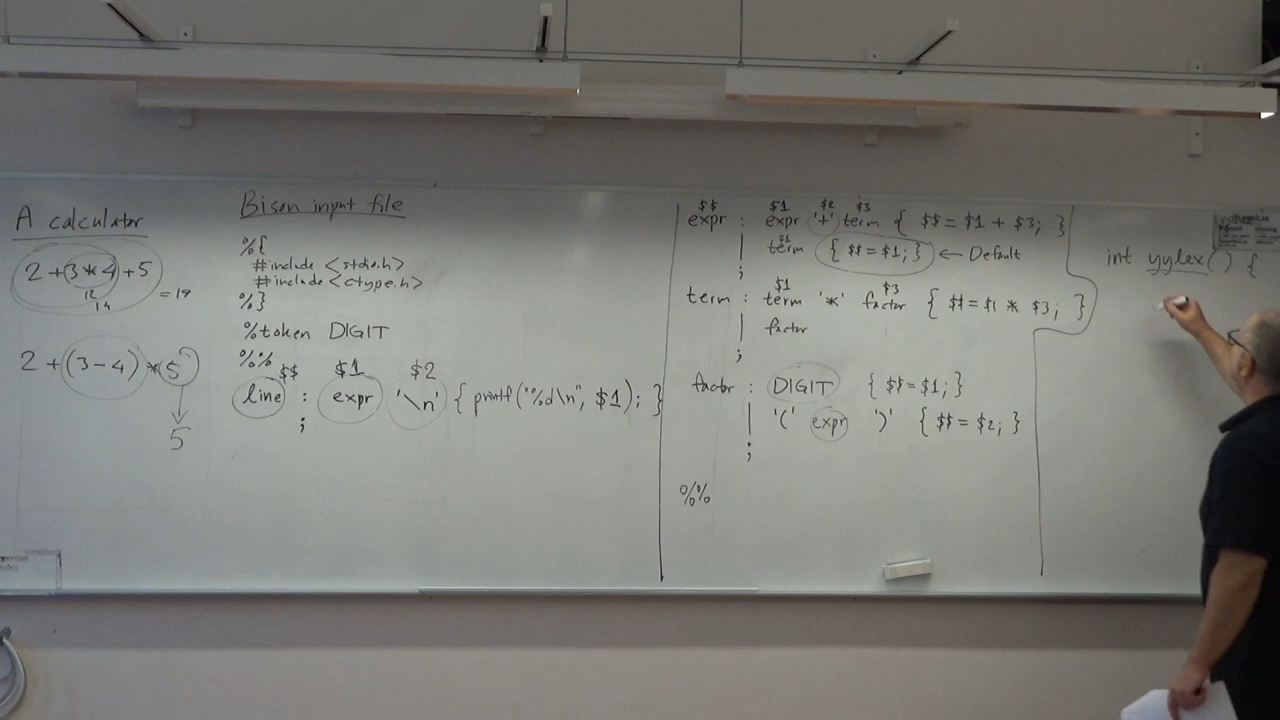 A calculator
2 + (3 * 4) + 5
12
14
= 19
2 + (3 - 4) * 5
5
Bison input file
%{
#include <stdio.h>
#include <ctype.h>
%}
%token DIGIT
%%
$$ $1 $2
line : expr '\n' { printf("%d\n", $1); }
;
$$ $1 $2 $3
expr : expr '+' term { $$ = $1 + $3; }
$1
| term { $$ = $1; } ← Default
;
$1 $3
term : term '*' factor { $$ = $1 * $3; }
| factor
;
factor : DIGIT { $$ = $1; }
| '(' expr ')' { $$ = $2; }
;
%%
int yylex() {